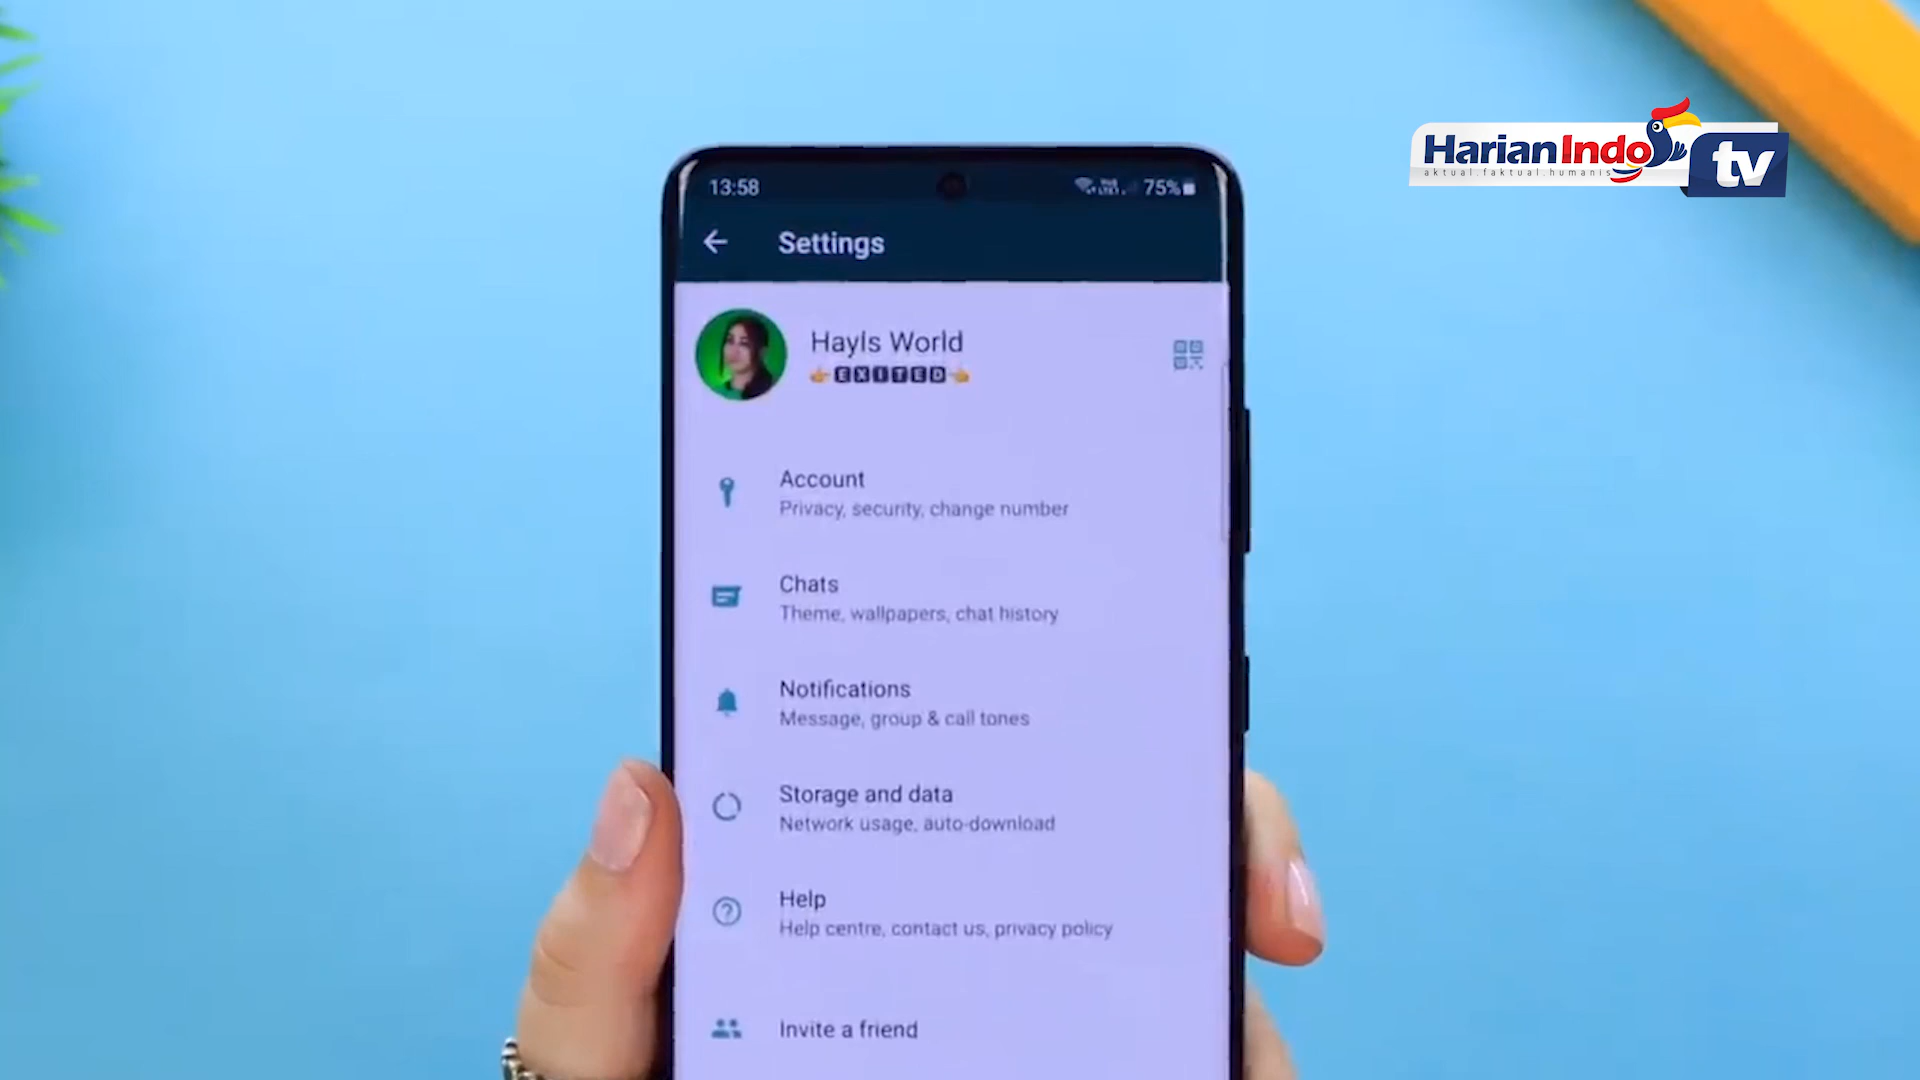 HarianIndo tv
aktual.faktual.humanis
13:58
75%
Settings
Hayls World
👉🅴🆇🅸🆃🅴🅳👈
Account
Privacy, security, change number
Chats
Theme, wallpapers, chat history
Notifications
Message, group & call tones
Storage and data
Network usage, auto-download
Help
Help centre, contact us, privacy policy
Invite a friend